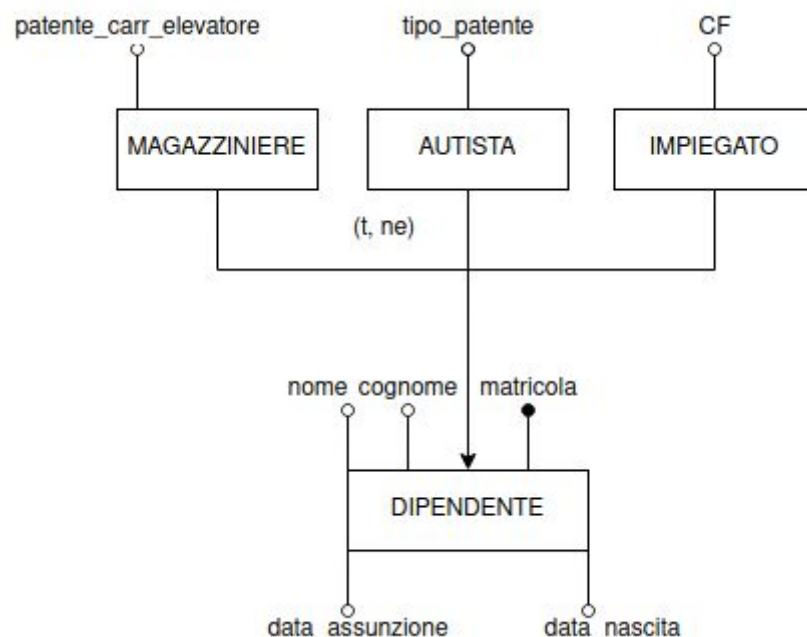 patente_carr_elevatore
tipo_patente
CF
MAGAZZINIERE
AUTISTA
IMPIEGATO
(t, ne)
nome cognome matricola
DIPENDENTE
data_assunzione
data_nascita